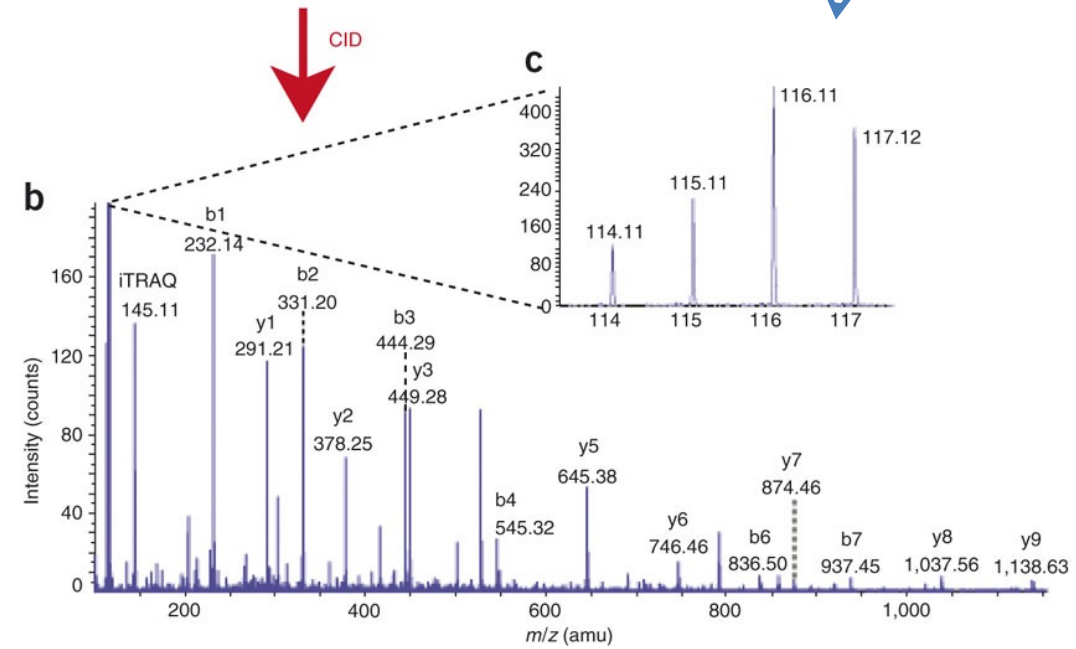 CID
c
400
320
240
160
80
0
114.11
115.11
116.11
117.12
114
115
116
117
b
Intensity (counts)
160
120
80
40
0
iTRAQ
145.11
b1
232.14
y1
291.21
b2
331.20
y2
378.25
b3
444.29
y3
449.28
b4
545.32
y5
645.38
y6
746.46
y7
874.46
b6
836.50
b7
937.45
y8
1,037.56
y9
1,138.63
200
400
600
800
1,000
m/z (amu)